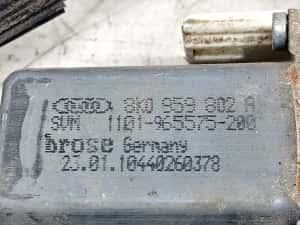 8K0 959 802 A
SVM 1101-965575-200
brose Germany
23.01.10440260378